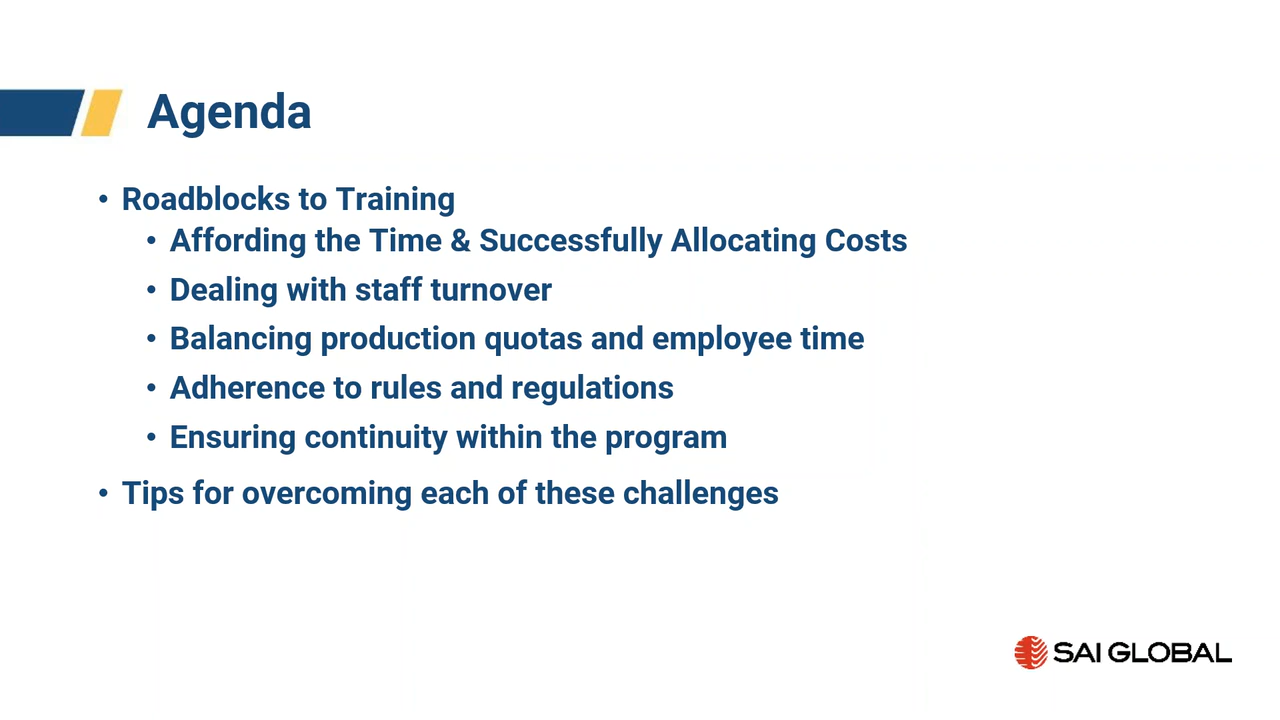 Agenda
• Roadblocks to Training
• Affording the Time & Successfully Allocating Costs
• Dealing with staff turnover
• Balancing production quotas and employee time
• Adherence to rules and regulations
• Ensuring continuity within the program
• Tips for overcoming each of these challenges
SAI GLOBAL